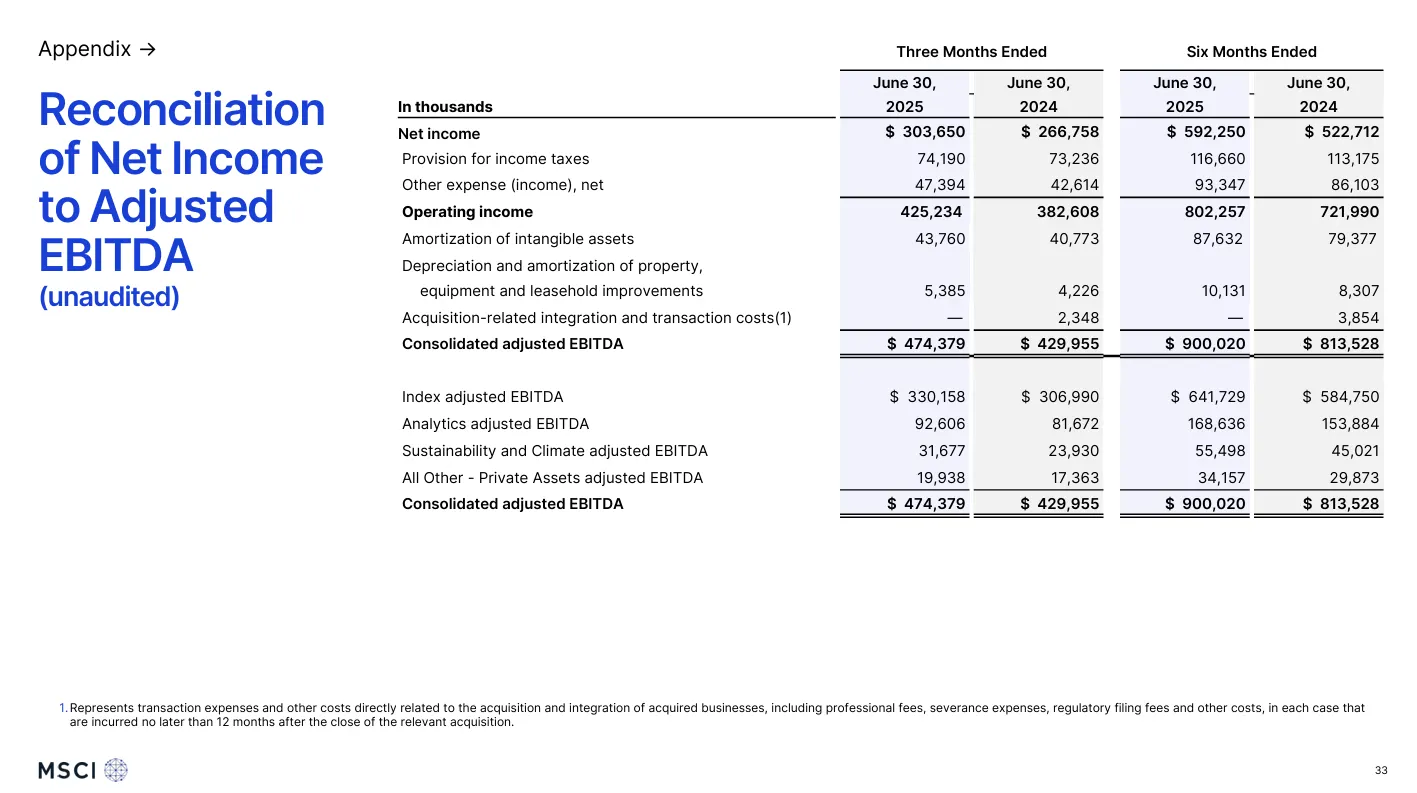 Appendix →
Reconciliation
of Net Income
to Adjusted
EBITDA
(unaudited)
Three Months Ended Six Months Ended
June 30, June 30, June 30, June 30,
In thousands 2025 2024 2025 2024
Net income $ 303,650 $ 266,758 $ 592,250 $ 522,712
Provision for income taxes 74,190 73,236 116,660 113,175
Other expense (income), net 47,394 42,614 93,347 86,103
Operating income 425,234 382,608 802,257 721,990
Amortization of intangible assets 43,760 40,773 87,632 79,377
Depreciation and amortization of property,
equipment and leasehold improvements 5,385 4,226 10,131 8,307
Acquisition-related integration and transaction costs(1) — 2,348 — 3,854
Consolidated adjusted EBITDA $ 474,379 $ 429,955 $ 900,020 $ 813,528
Index adjusted EBITDA $ 330,158 $ 306,990 $ 641,729 $ 584,750
Analytics adjusted EBITDA 92,606 81,672 168,636 153,884
Sustainability and Climate adjusted EBITDA 31,677 23,930 55,498 45,021
All Other - Private Assets adjusted EBITDA 19,938 17,363 34,157 29,873
Consolidated adjusted EBITDA $ 474,379 $ 429,955 $ 900,020 $ 813,528
1. Represents transaction expenses and other costs directly related to the acquisition and integration of acquired businesses, including professional fees, severance expenses, regulatory filing fees and other costs, in each case that
are incurred no later than 12 months after the close of the relevant acquisition.
MSCI
33